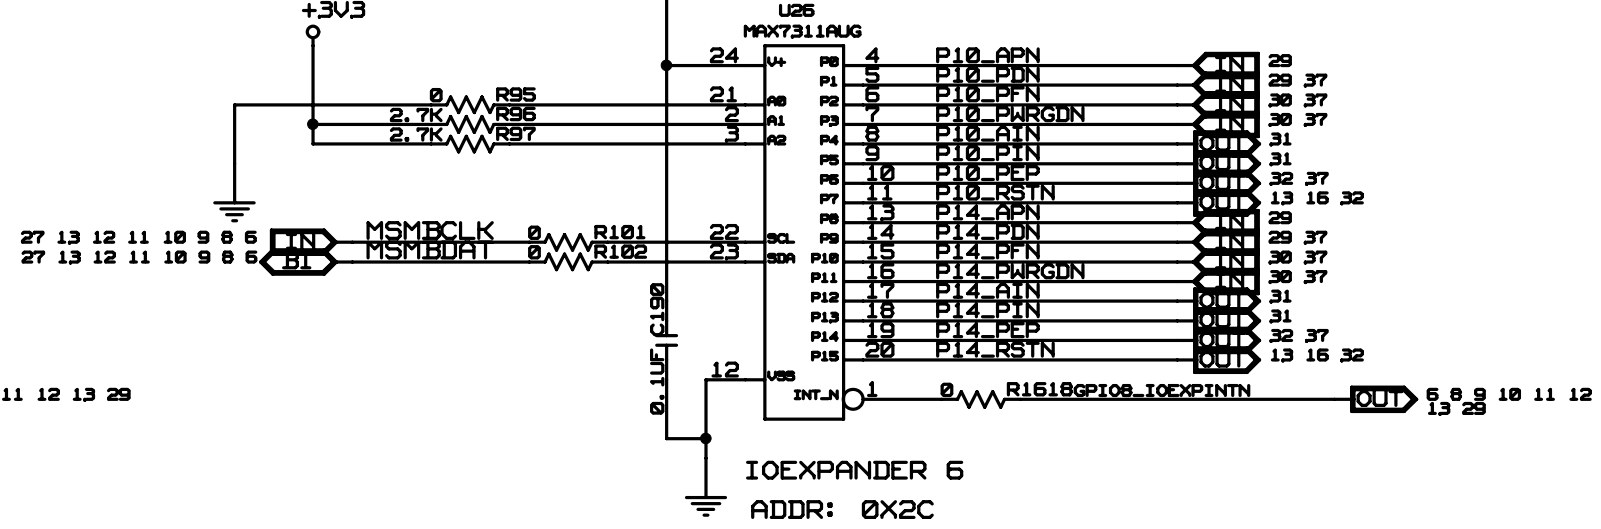 +3V3
U26
MAX7311AUG
24 V+ P0 4 P10_APN IN 29
P1 5 P10_PDN IN 29 37
0 R95 21 A0 P2 6 P10_PFN IN 30 37
2.7K R96 2 A1 P3 7 P10_PWRGDN IN 30 37
2.7K R97 3 A2 P4 8 P10_AIN OUT 31
P5 9 P10_PIN OUT 31
P6 10 P10_PEP OUT 32 37
P7 11 P10_RSTN OUT 13 16 32
P8 13 P14_APN IN 29
27 13 12 11 10 9 8 6 IN MSMBCLK 0 R101 22 SCL P9 14 P14_PDN IN 29 37
27 13 12 11 10 9 8 6 BI MSMBDAT 0 R102 23 SDA P10 15 P14_PFN IN 30 37
P11 16 P14_PWRGDN IN 30 37
P12 17 P14_AIN OUT 31
P13 18 P14_PIN OUT 31
P14 19 P14_PEP OUT 32 37
P15 20 P14_RSTN OUT 13 16 32
0.1UF C190
12 VSS
11 12 13 29
INT_N 1 0 R1618 GPIO8_IOEXPINTN OUT 6 8 9 10 11 12
13 29
IOEXPANDER 6
ADDR: 0X2C